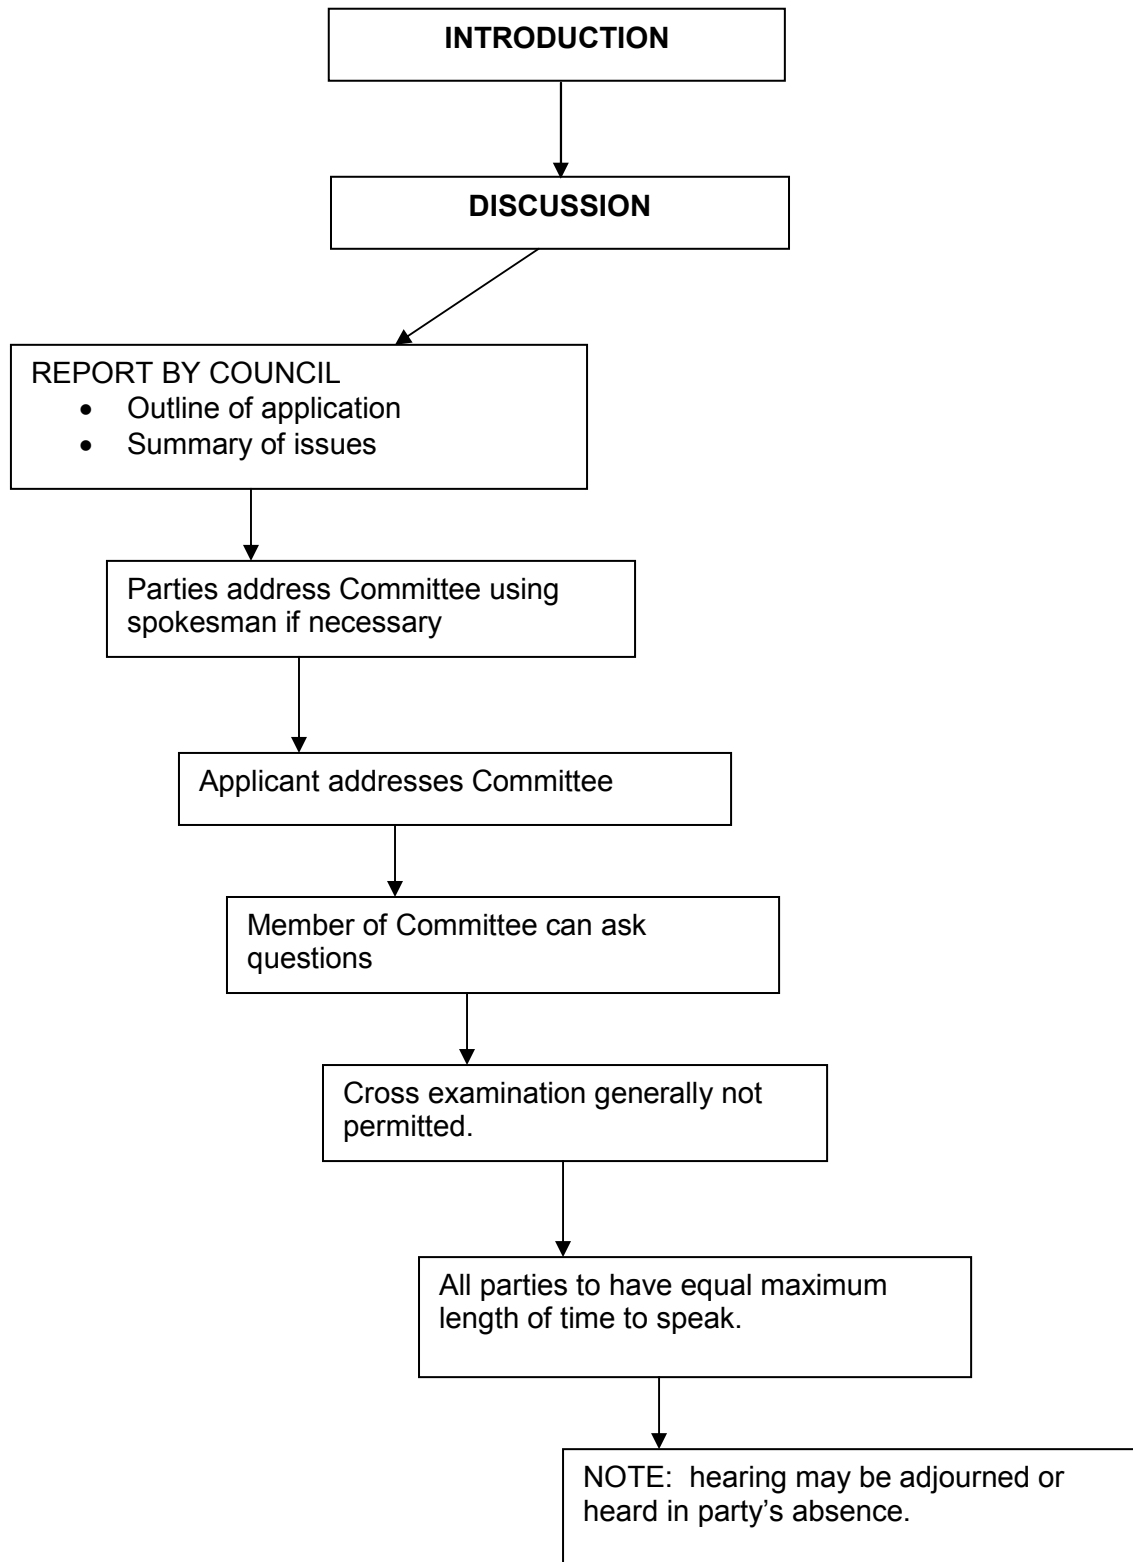 INTRODUCTION
DISCUSSION
REPORT BY COUNCIL
• Outline of application
• Summary of issues
Parties address Committee using
spokesman if necessary
Applicant addresses Committee
Member of Committee can ask
questions
Cross examination generally not
permitted.
All parties to have equal maximum
length of time to speak.
NOTE:  hearing may be adjourned or
heard in party’s absence.